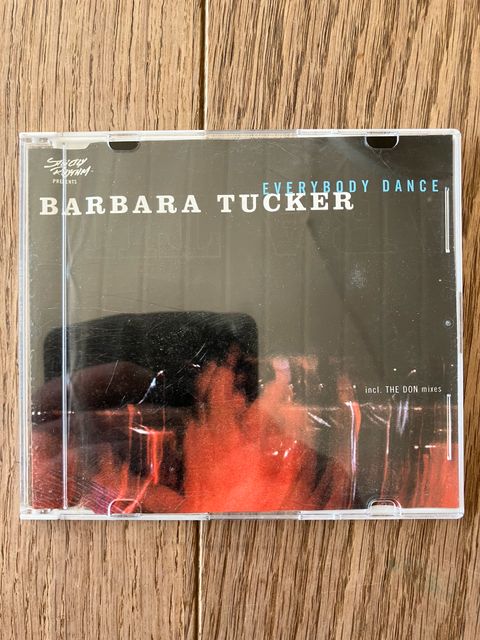 STRICTLY
RHYTHM.
PRESENTS
EVERYBODY DANCE
BARBARA TUCKER
incl. THE DON mixes